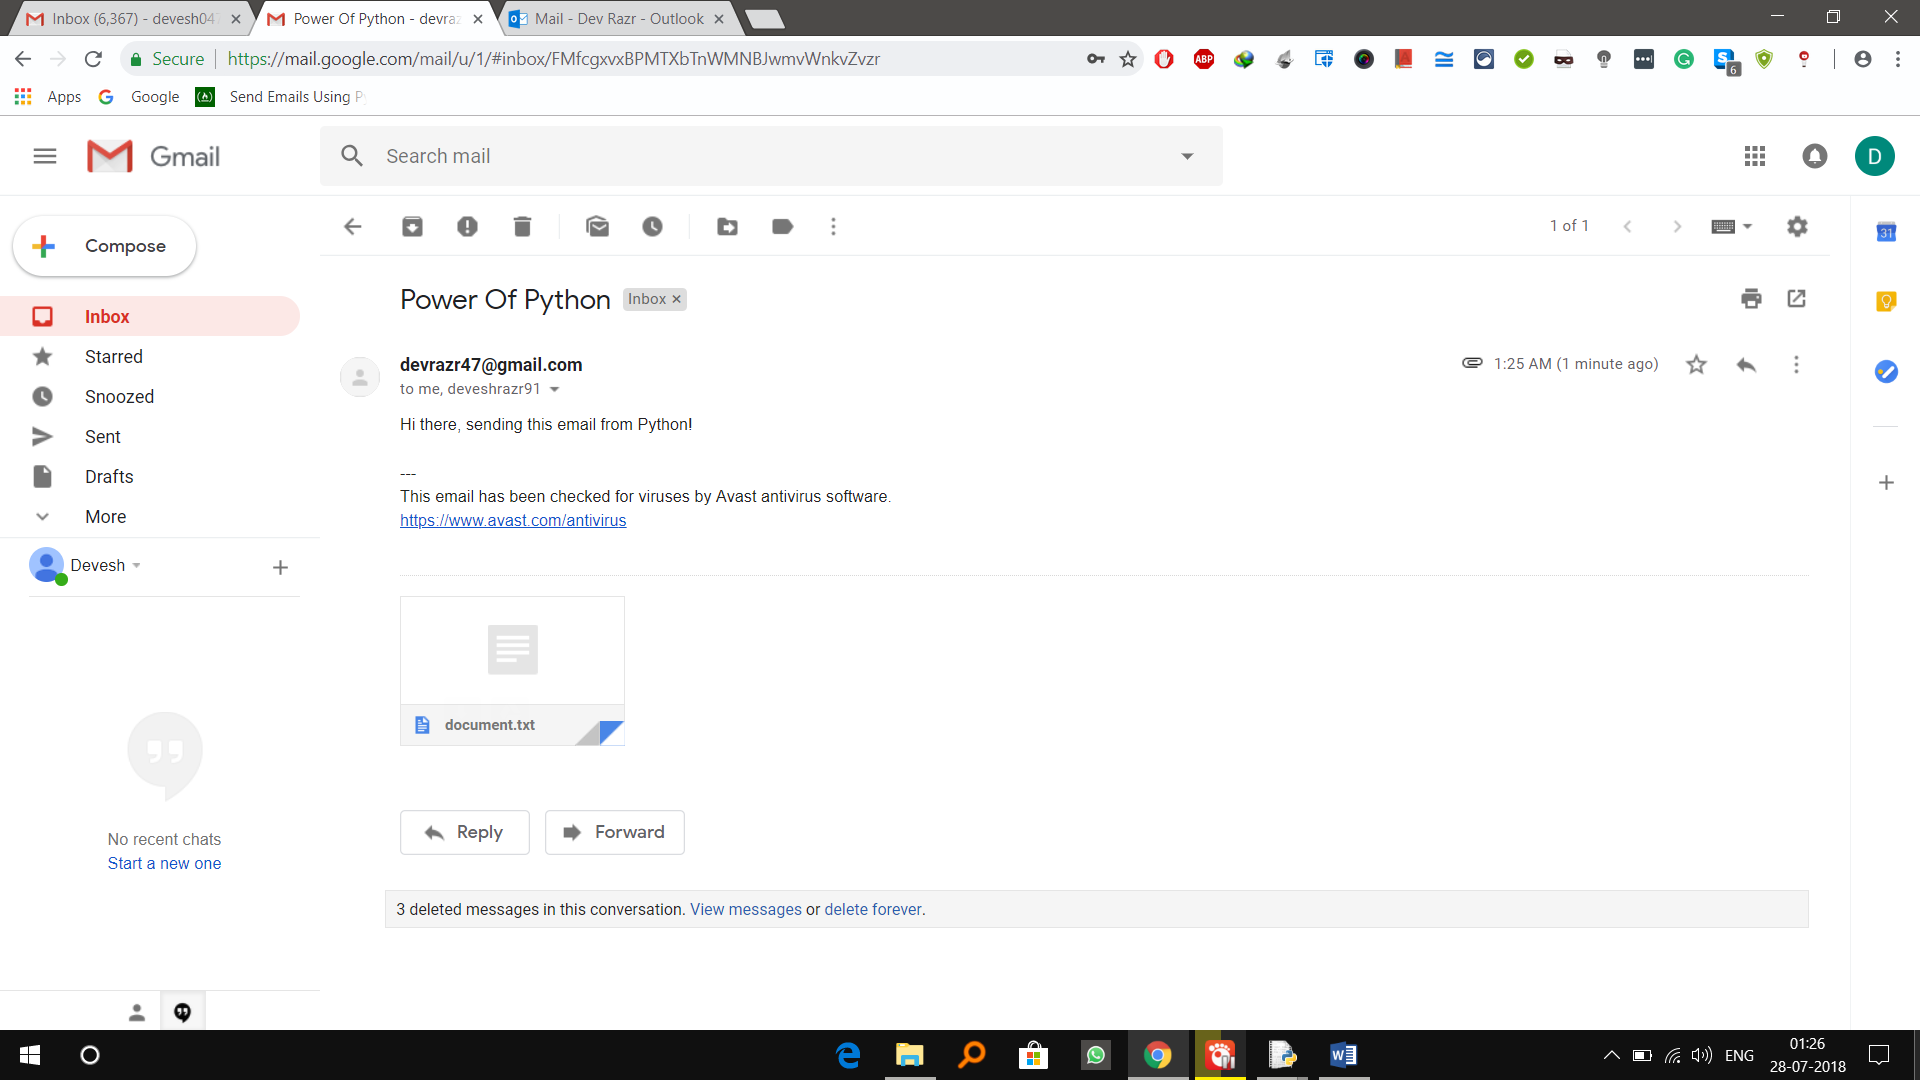 Inbox (6,367) - devesh047
Power Of Python - devraz
Mail - Dev Razr - Outlook
Secure
https://mail.google.com/mail/u/1/#inbox/FMfcgxvxBPMTXbTnWMNBJwmvWnkvZvzr
ABP
6
Apps
Google
Send Emails Using Py
Gmail
Search mail
D
Compose
1 of 1
31
Inbox
Starred
Snoozed
Sent
Drafts
More
Devesh
No recent chats
Start a new one
Power Of Python
Inbox
devrazr47@gmail.com
1:25 AM (1 minute ago)
to me, deveshrazr91
Hi there, sending this email from Python!
---
This email has been checked for viruses by Avast antivirus software.
https://www.avast.com/antivirus
document.txt
Reply
Forward
3 deleted messages in this conversation. View messages or delete forever.
ENG
01:26
28-07-2018